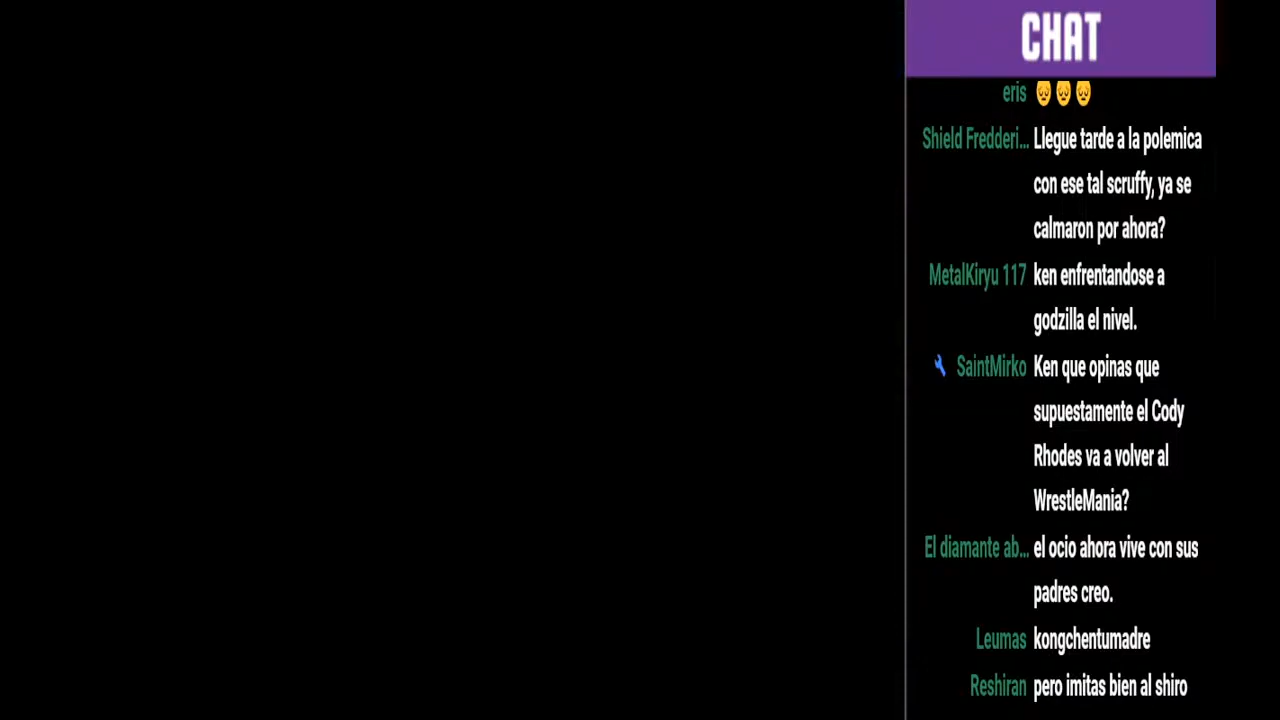 CHAT
eris 😔😔😔
Shield Fredderi... Llegue tarde a la polemica
con ese tal scruffy, ya se
calmaron por ahora?
MetalKiryu 117 ken enfrentandose a
godzilla el nivel.
SaintMirko Ken que opinas que
supuestamente el Cody
Rhodes va a volver al
WrestleMania?
El diamante ab... el ocio ahora vive con sus
padres creo.
Leumas kongchentumadre
Reshiran pero imitas bien al shiro